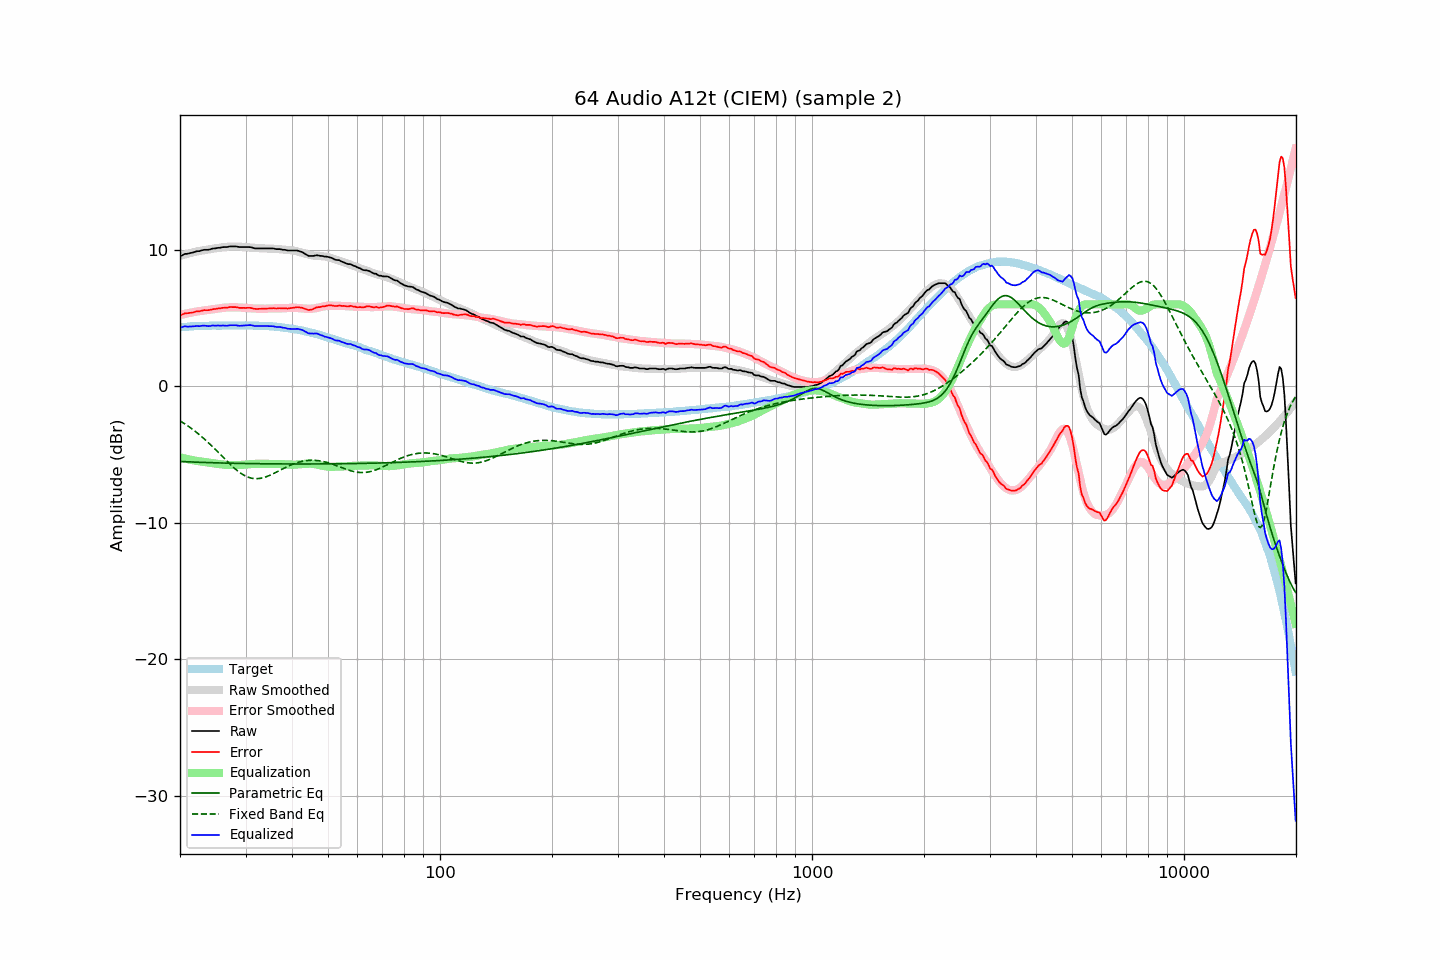 64 Audio A12t (CIEM) (sample 2)
Amplitude (dBr)
10
0
−10
−20
−30
Target
Raw Smoothed
Error Smoothed
Raw
Error
Equalization
Parametric Eq
Fixed Band Eq
Equalized
100
1000
10000
Frequency (Hz)